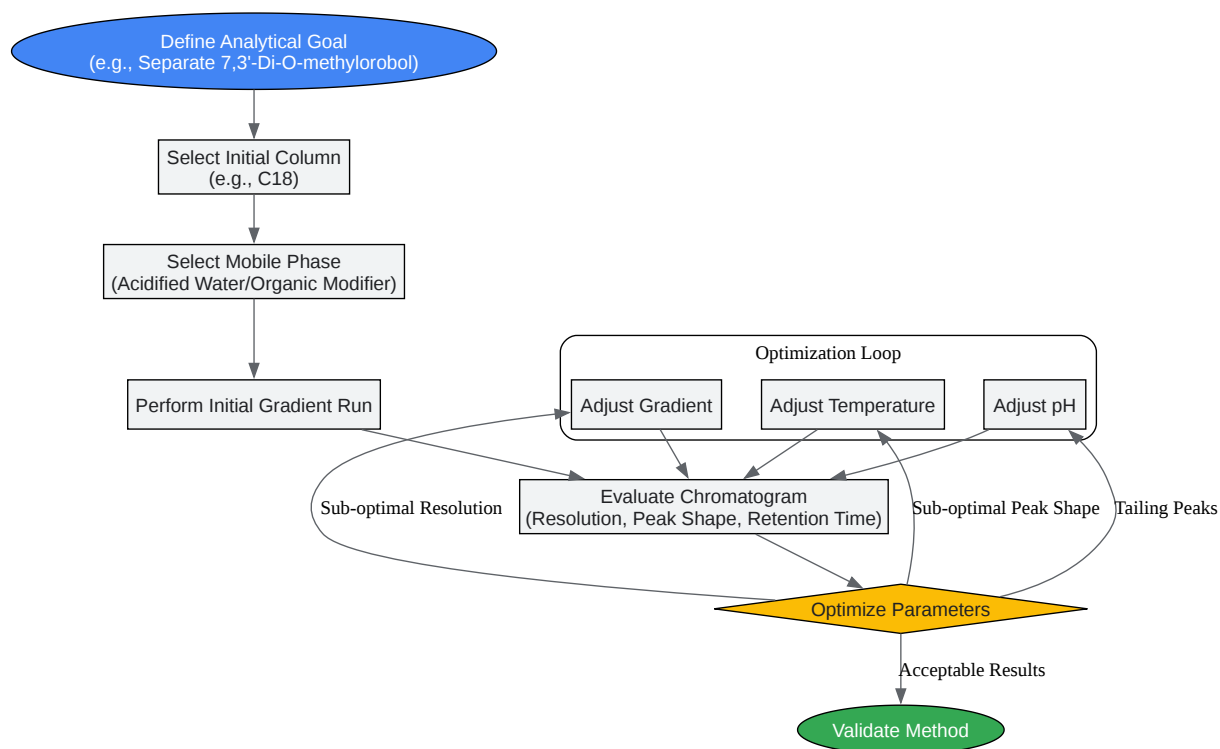 Define Analytical Goal
(e.g., Separate 7,3'-Di-O-methylorobol)
Select Initial Column
(e.g., C18)
Select Mobile Phase
(Acidified Water/Organic Modifier)
Optimization Loop
Perform Initial Gradient Run
Adjust Gradient
Adjust Temperature
Adjust pH
Evaluate Chromatogram
(Resolution, Peak Shape, Retention Time)
Sub-optimal Resolution
Sub-optimal Peak Shape
Tailing Peaks
Optimize Parameters
Acceptable Results
Validate Method